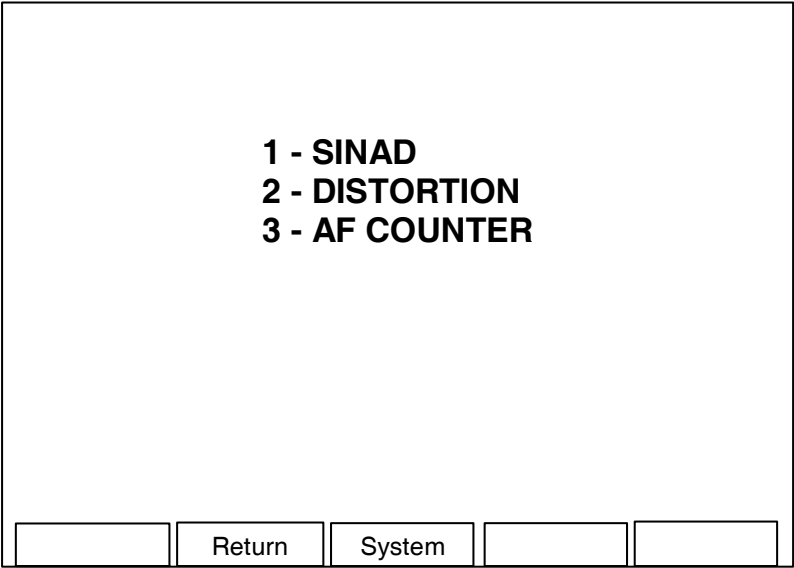 1 - SINAD
2 - DISTORTION
3 - AF COUNTER
Return System